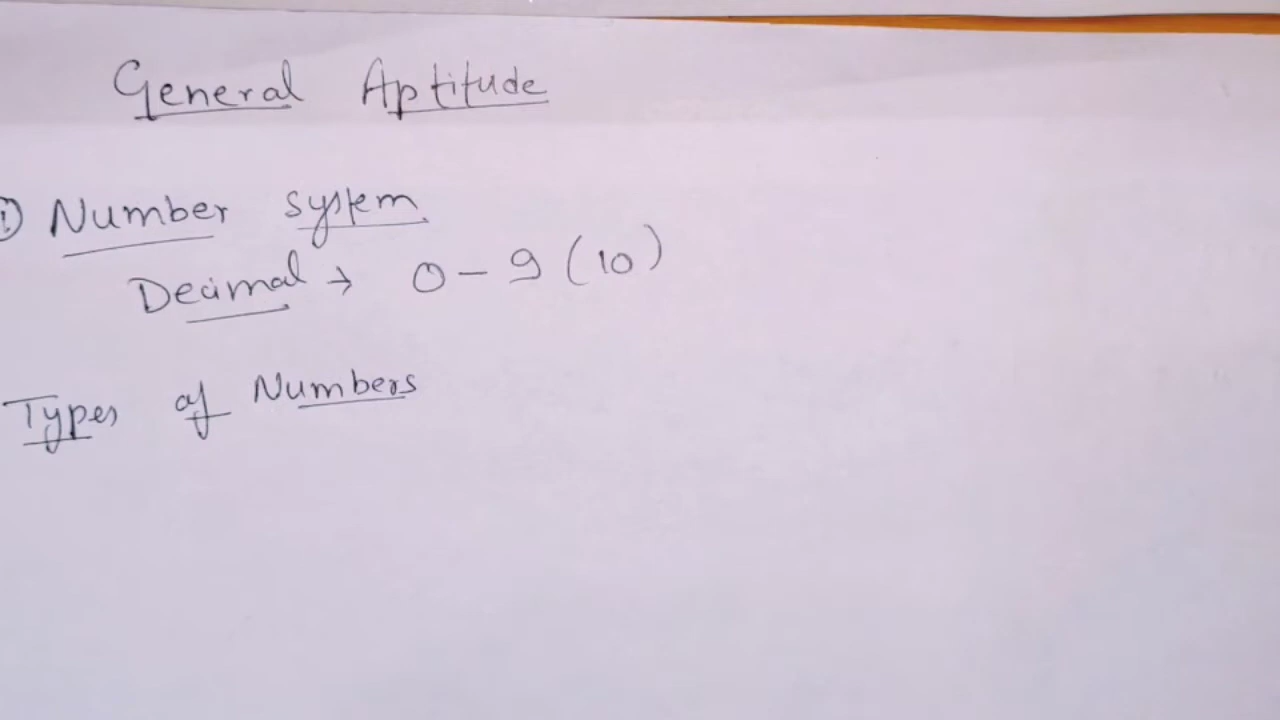 General Aptitude
① Number system
Decimal → 0 - 9 (10)
Types of Numbers